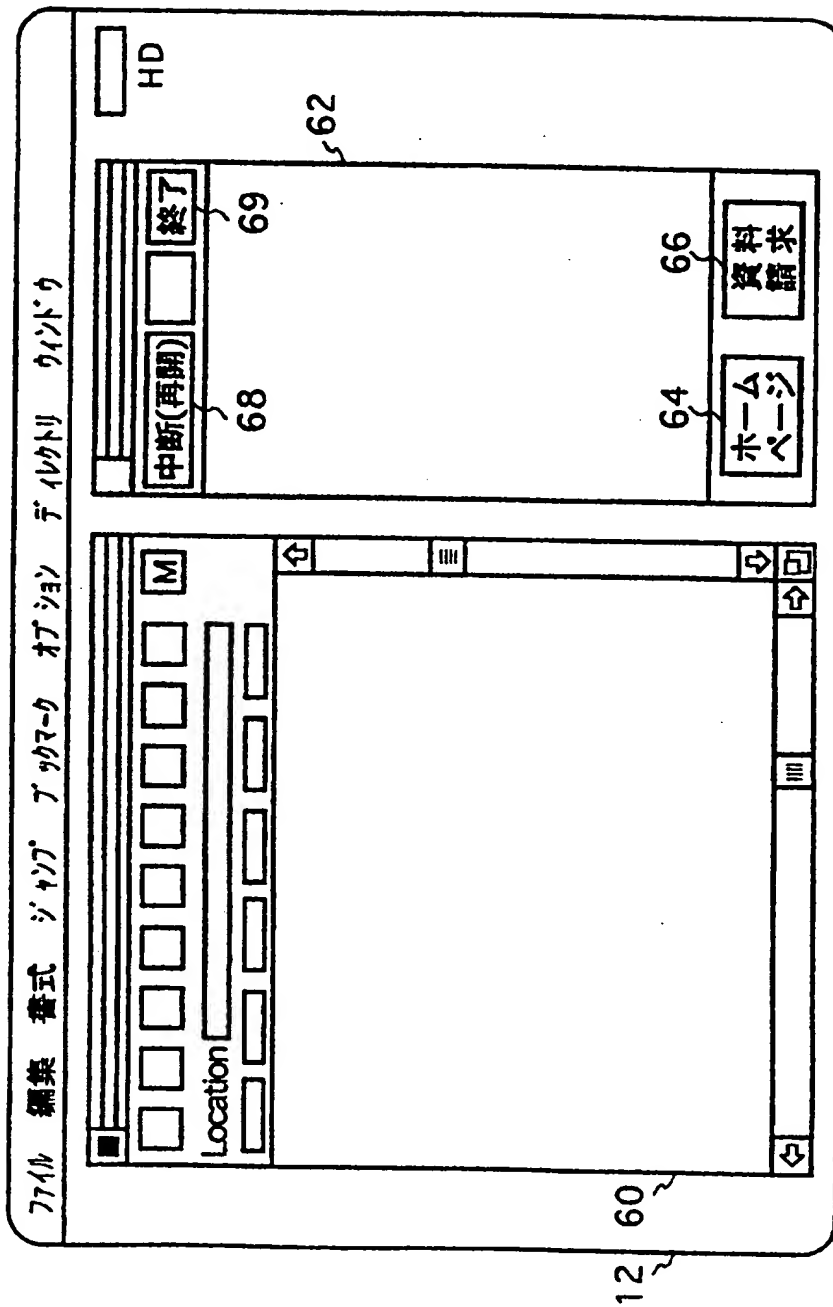 ファイル 編集 書式 ジャンプ ブックマーク オプション ディレクトリ ウィンドウ
HD
M
Location
中断(再開)
終了
68
69
62
64
66
ホーム
ページ
資料
請求
60
12